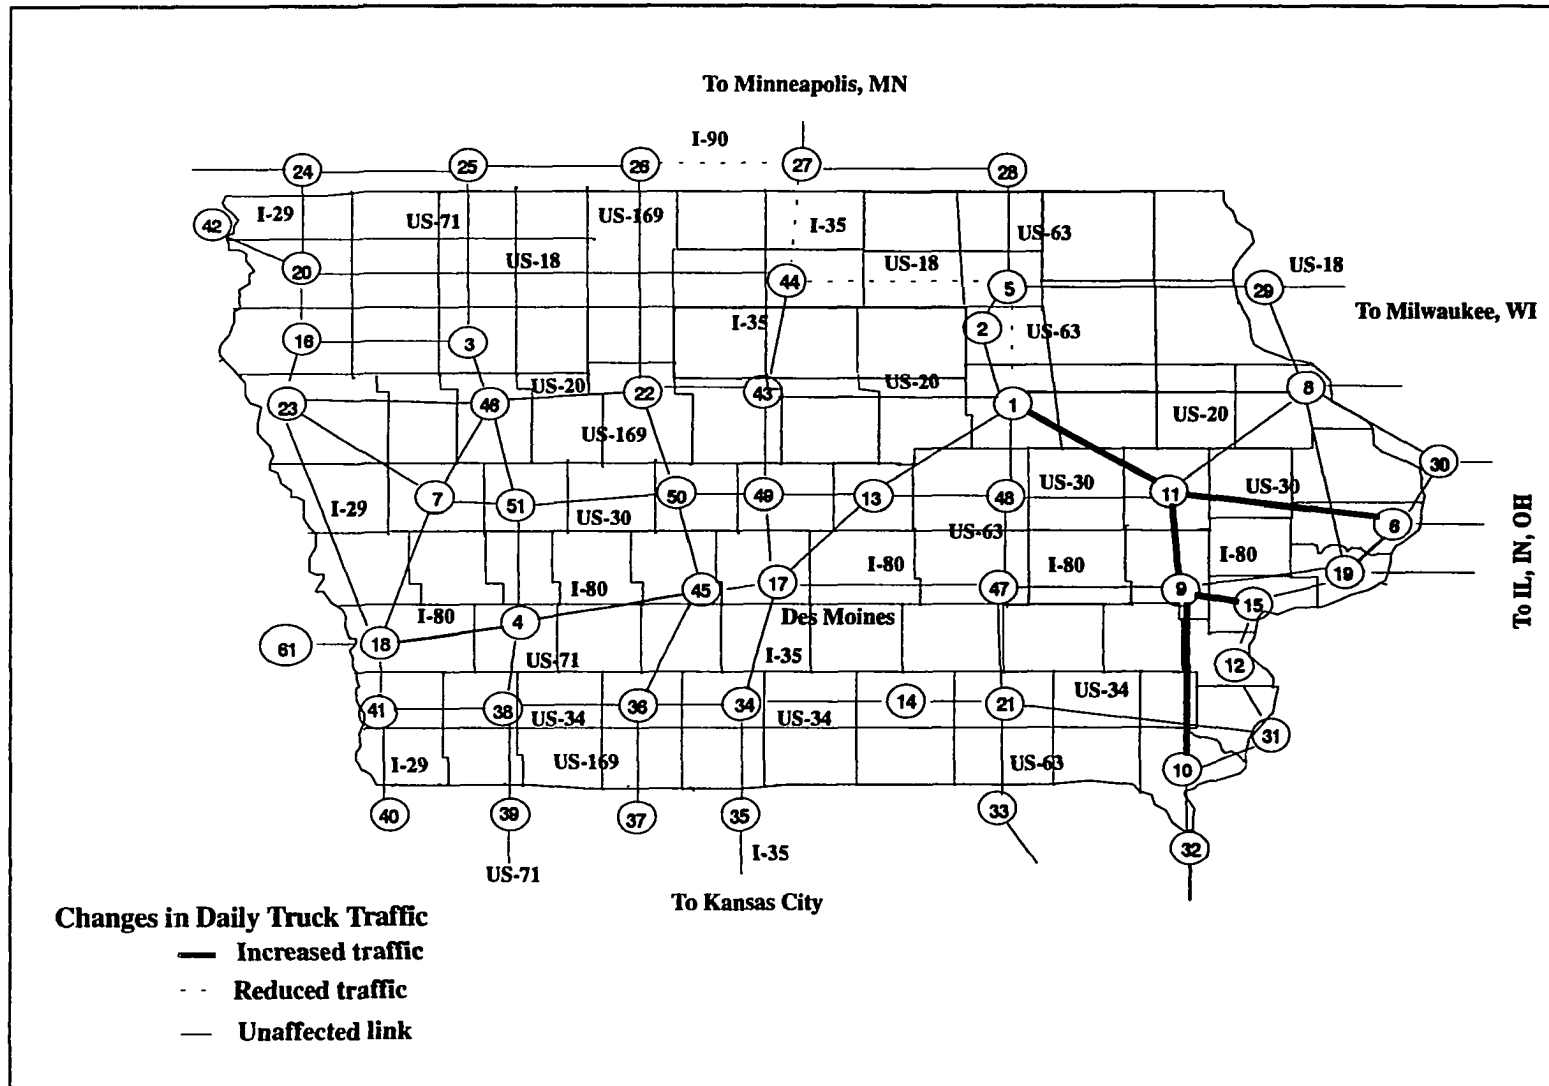 To Minneapolis, MN
I-90
24
25
26
27
28
42
I-29
US-71
US-169
I-35
US-63
20
US-18
44
US-18
5
29
US-18
To Milwaukee, WI
16
3
I-35
2
US-63
23
46
US-20
22
43
US-20
1
8
US-20
US-169
30
7
51
50
49
13
48
US-30
11
US-30
I-29
US-30
US-63
6
To IL, IN, OH
I-80
45
17
I-80
47
I-80
9
I-80
19
15
I-80
4
Des Moines
61
18
US-71
I-35
12
41
38
US-34
36
34
US-34
14
21
US-34
31
I-29
US-169
US-63
10
40
39
37
35
33
32
I-35
US-71
To Kansas City
Changes in Daily Truck Traffic
Increased traffic
Reduced traffic
Unaffected link